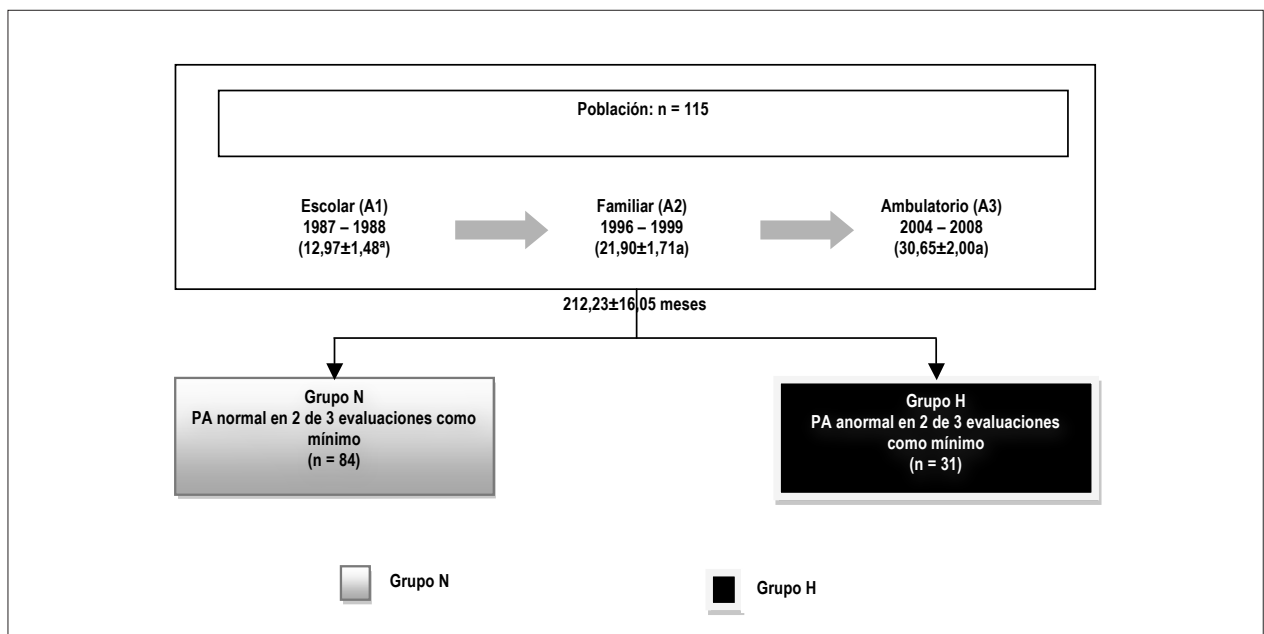 Población: n = 115
Escolar (A1)
1987 – 1988
(12,97±1,48ª)
Familiar (A2)
1996 – 1999
(21,90±1,71a)
Ambulatorio (A3)
2004 – 2008
(30,65±2,00a)
212,23±16,05 meses
Grupo N
PA normal en 2 de 3 evaluaciones como
mínimo
(n = 84)
Grupo H
PA anormal en 2 de 3 evaluaciones
como mínimo
(n = 31)
Grupo N
Grupo H